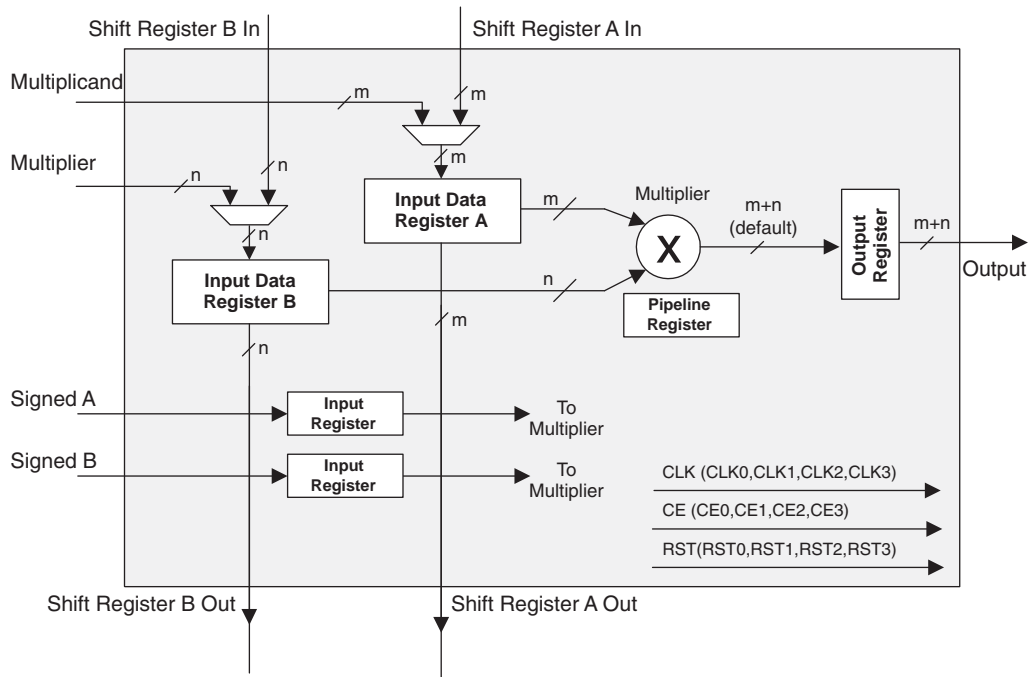 Shift Register B In
Shift Register A In
Multiplicand
m
m
Multiplier
n
n
m
Input Data
Register A
m
Multiplier
X
m+n
(default)
Output
Register
m+n
Output
n
Input Data
Register B
n
Pipeline
Register
m
n
Signed A
Input
Register
To
Multiplier
Signed B
Input
Register
To
Multiplier
CLK (CLK0,CLK1,CLK2,CLK3)
CE (CE0,CE1,CE2,CE3)
RST(RST0,RST1,RST2,RST3)
Shift Register B Out
Shift Register A Out